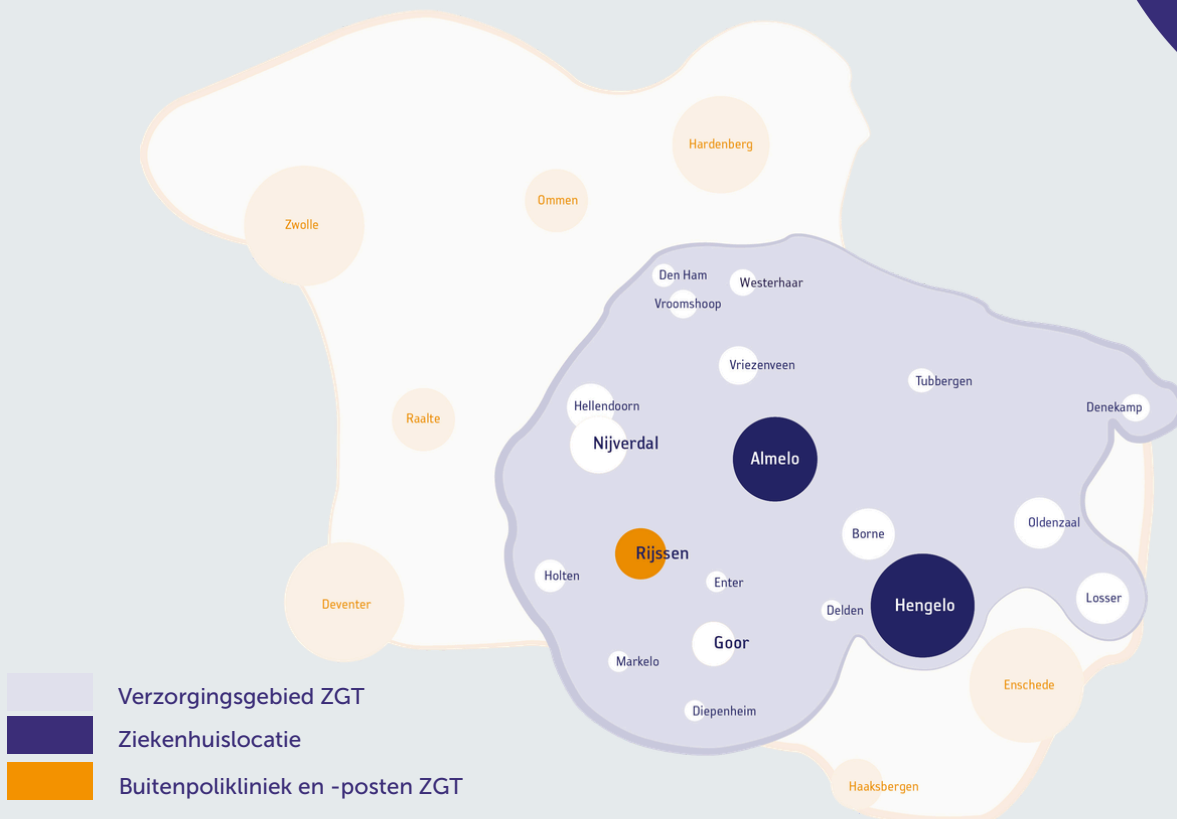 Hardenberg
Ommen
Zwolle
Den Ham
Westerhaar
Vroomshoop
Vriezenveen
Tubbergen
Hellendoorn
Denekamp
Raalte
Nijverdal
Almelo
Oldenzaal
Borne
Rijssen
Holten
Enter
Losser
Deventer
Hengelo
Delden
Goor
Markelo
Enschede
Diepenheim
Haaksbergen
Verzorgingsgebied ZGT
Ziekenhuislocatie
Buitenpolikliniek en -posten ZGT